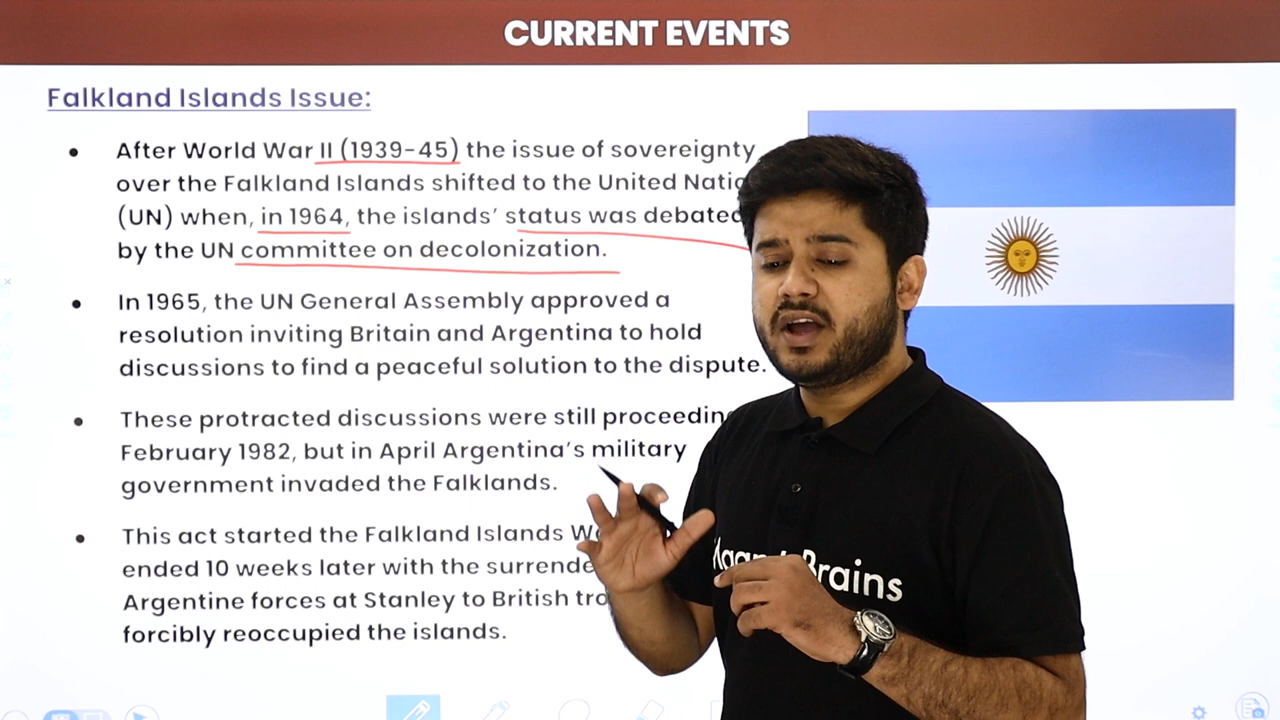 CURRENT EVENTS
Falkland Islands Issue:
After World War II (1939-45) the issue of sovereignty
over the Falkland Islands shifted to the United
(UN) when, in 1964, the islands' status was debated
by the UN committee on decolonization.
In 1965, the UN General Assembly approved a
resolution inviting Britain and Argentina to hold
discussions to find a peaceful solution to the dispute.
These protracted discussions were still
February 1982, but in April Argentina's military
government invaded the Falklands.
This act started the Falkland Islands
ended 10 weeks later with the
Argentine forces at Stanley to British
forcibly reoccupied the islands.
Brains